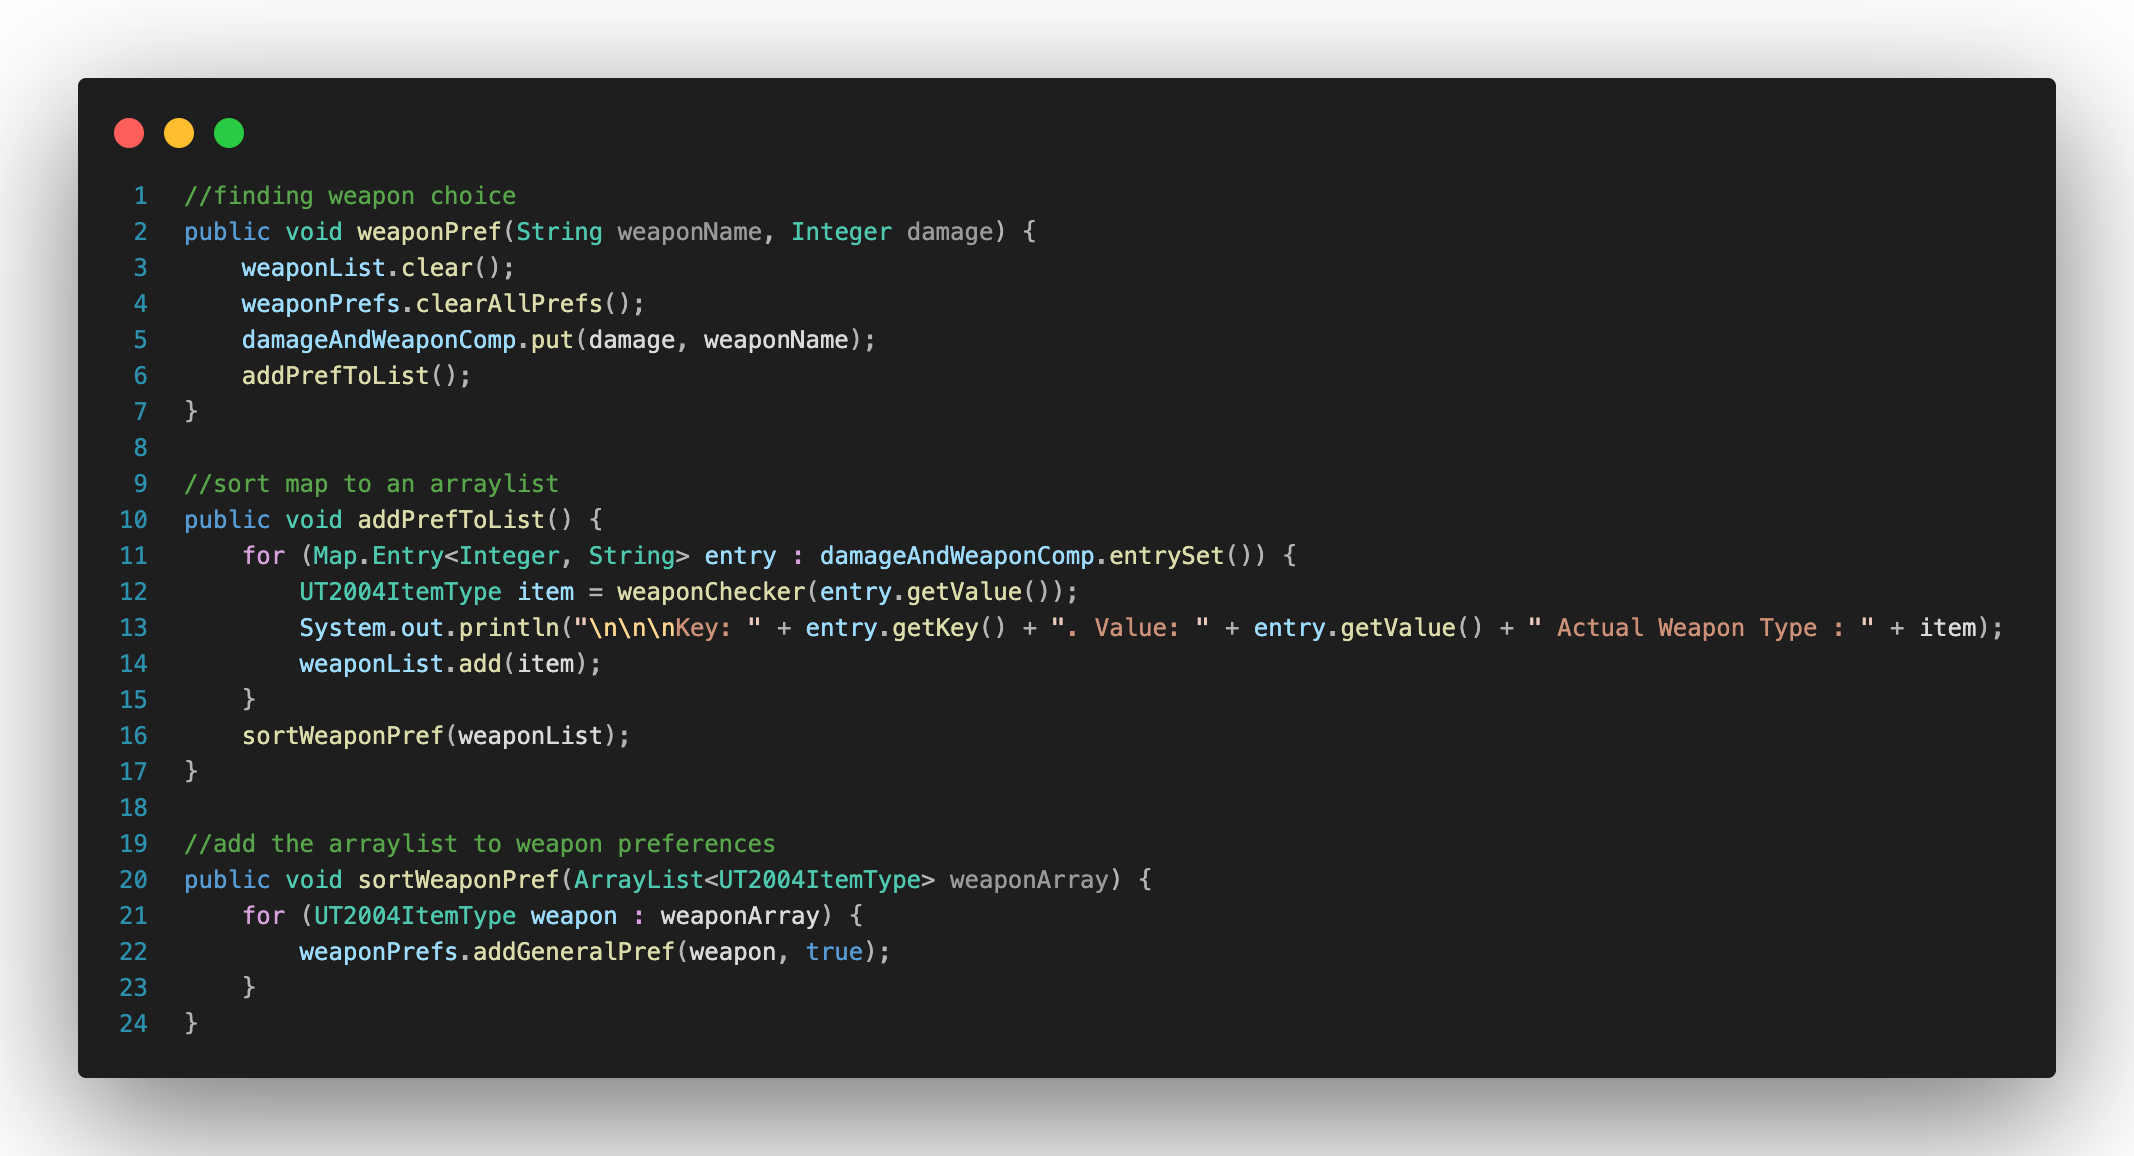 1 //finding weapon choice
2 public void weaponPref(String weaponName, Integer damage) {
3     weaponList.clear();
4     weaponPrefs.clearAllPrefs();
5     damageAndWeaponComp.put(damage, weaponName);
6     addPrefToList();
7 }
8
9 //sort map to an arraylist
10 public void addPrefToList() {
11     for (Map.Entry<Integer, String> entry : damageAndWeaponComp.entrySet()) {
12         UT2004ItemType item = weaponChecker(entry.getValue());
13         System.out.println("\n\n\nKey: " + entry.getKey() + ". Value: " + entry.getValue() + " Actual Weapon Type : " + item);
14         weaponList.add(item);
15     }
16     sortWeaponPref(weaponList);
17 }
18
19 //add the arraylist to weapon preferences
20 public void sortWeaponPref(ArrayList<UT2004ItemType> weaponArray) {
21     for (UT2004ItemType weapon : weaponArray) {
22         weaponPrefs.addGeneralPref(weapon, true);
23     }
24 }